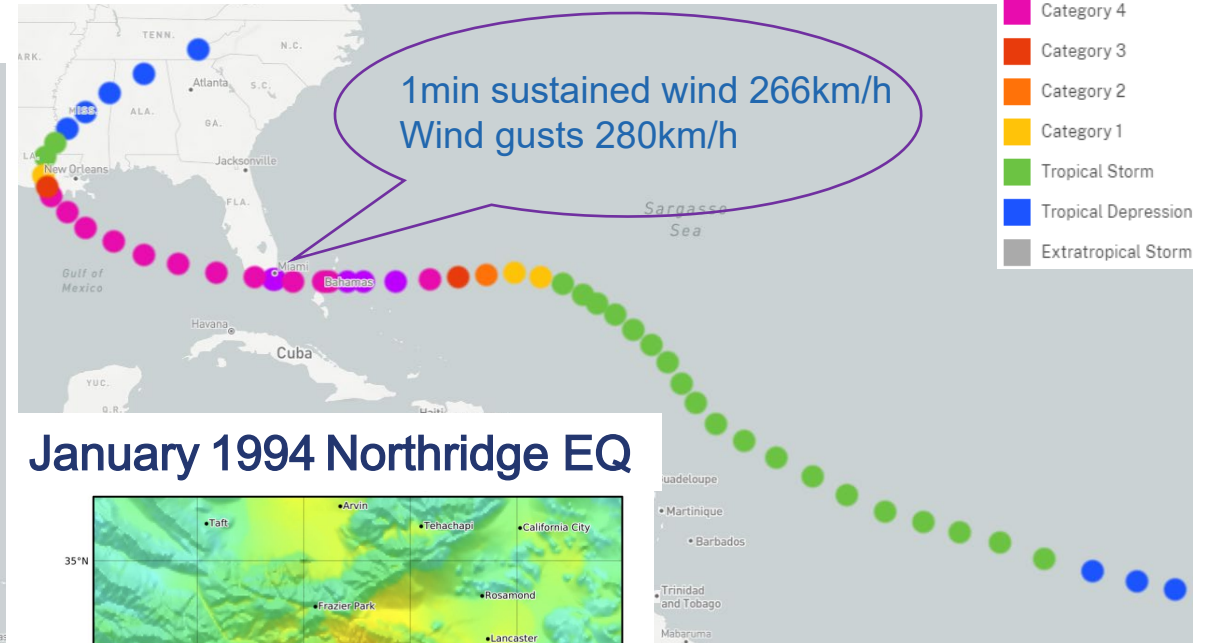 Category 4
Category 3
Category 2
Category 1
Tropical Storm
Tropical Depression
Extratropical Storm
1min sustained wind 266km/h
Wind gusts 280km/h
TENN.
N.C.
ARK.
Atlanta
S.C.
MISS.
ALA.
GA.
LA.
New Orleans
Jacksonville
FLA.
Sargasso
Sea
Gulf of
Mexico
Miami
Bahamas
Havana
Cuba
YUC.
Q.R.
Haiti
January 1994 Northridge EQ
Arvin
Taft
Tehachapi
California City
35°N
Frazier Park
Rosamond
Lancaster
Martinique
Barbados
Trinidad
and Tobago
Mabaruma